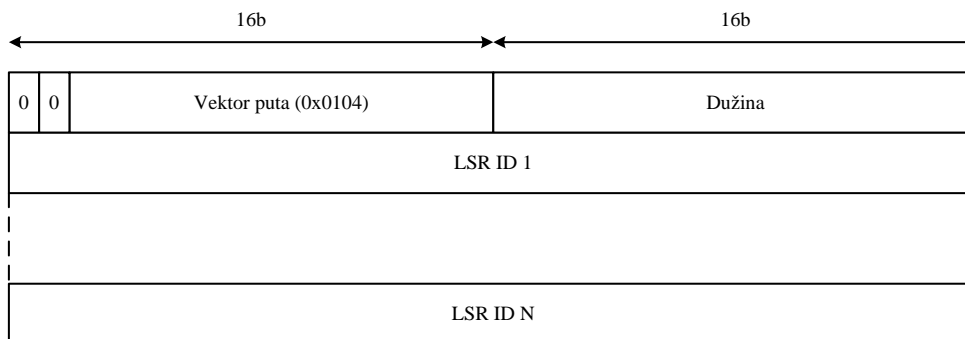 16b 16b
0 0 Vektor puta (0x0104) Dužina
LSR ID 1
LSR ID N